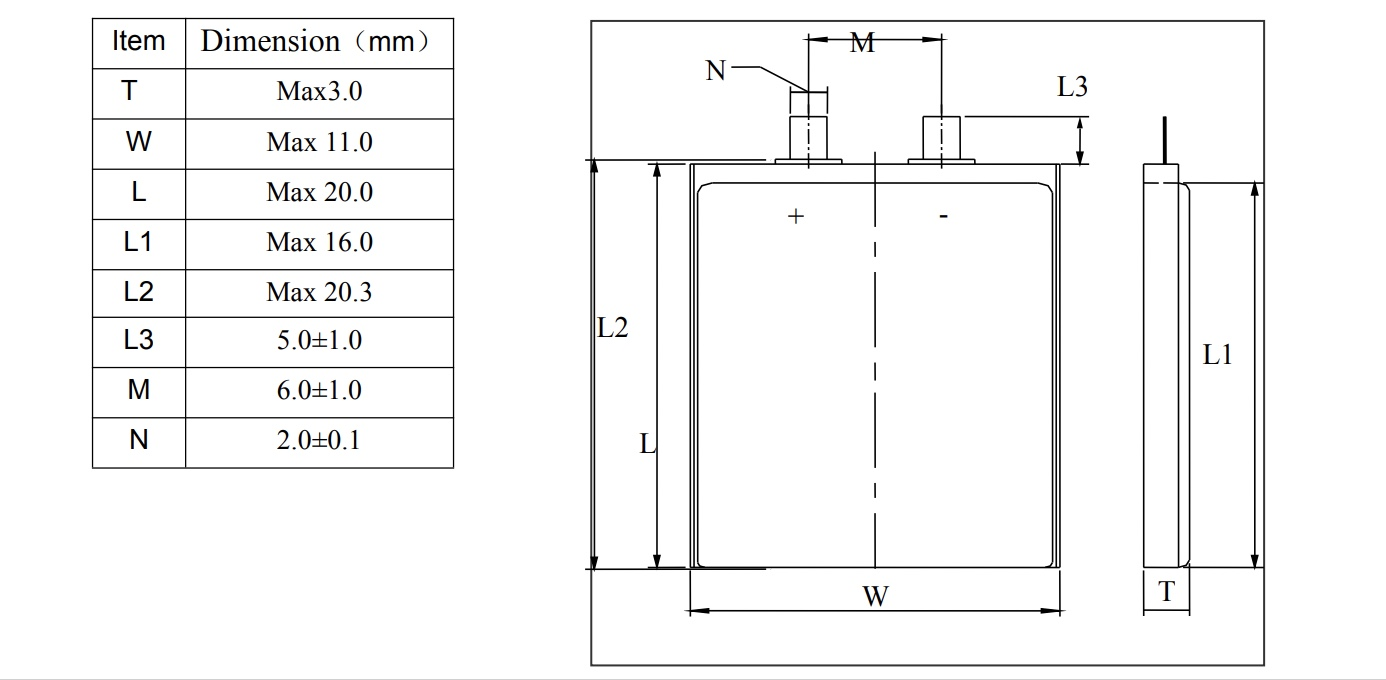 Item Dimension（mm）
T Max3.0
W Max 11.0
L Max 20.0
L1 Max 16.0
L2 Max 20.3
L3 5.0±1.0
M 6.0±1.0
N 2.0±0.1
M
N
L3
+ -
L2
L1
L
W
T